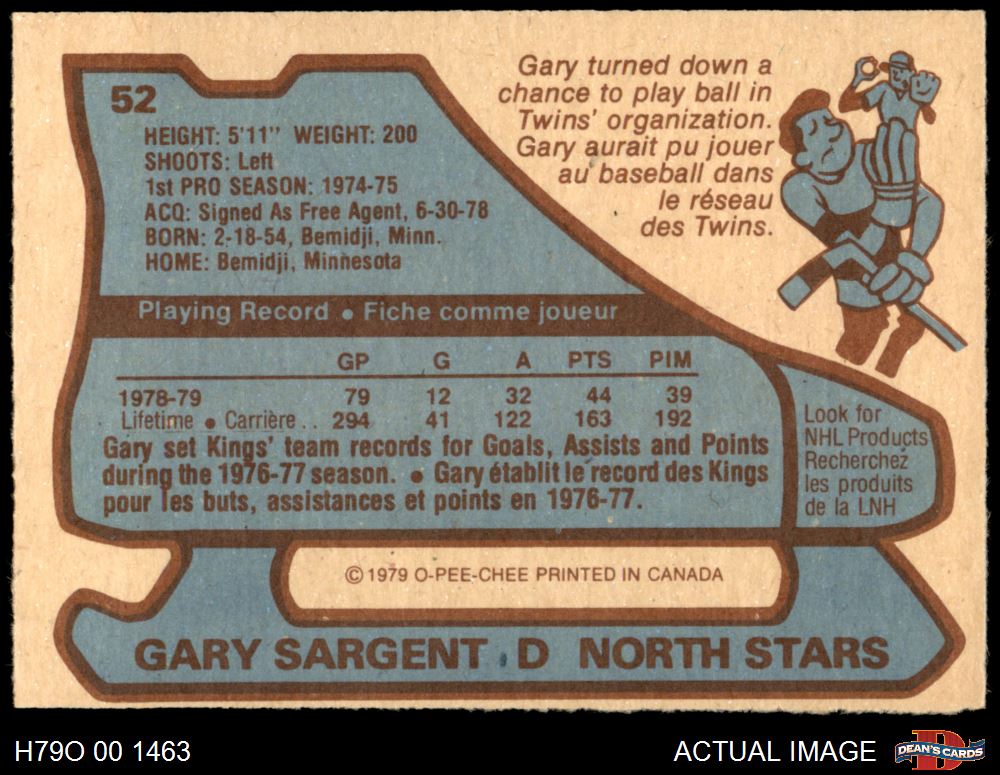 52
HEIGHT: 5'11" WEIGHT: 200
SHOOTS: Left
1st PRO SEASON: 1974-75
ACQ: Signed As Free Agent, 6-30-78
BORN: 2-18-54, Bemidji, Minn.
HOME: Bemidji, Minnesota
Gary turned down a
chance to play ball in
Twins' organization.
Gary aurait pu jouer
au baseball dans
le réseau
des Twins.
Playing Record • Fiche comme joueur
GP G A PTS PIM
1978-79 79 12 32 44 39
Lifetime • Carrière . . 294 41 122 163 192
Gary set Kings' team records for Goals, Assists and Points
during the 1976-77 season. • Gary établit le record des Kings
pour les buts, assistances et points en 1976-77.
Look for
NHL Products
Recherchez
les produits
de la LNH
© 1979 O-PEE-CHEE PRINTED IN CANADA
GARY SARGENT D NORTH STARS
H79O 00 1463
ACTUAL IMAGE
DEAN'S CARDS